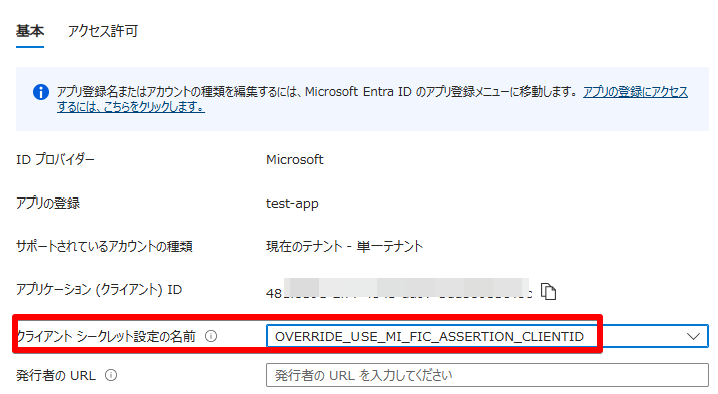 基本 アクセス許可
アプリ登録名またはアカウントの種類を編集するには、Microsoft Entra ID のアプリ登録メニューに移動します。 アプリの登録にアクセス
するには、こちらをクリックします。
ID プロバイダー Microsoft
アプリの登録 test-app
サポートされているアカウントの種類 現在のテナント - 単一テナント
アプリケーション (クライアント) ID
クライアント シークレット設定の名前 OVERRIDE_USE_MI_FIC_ASSERTION_CLIENTID
発行者の URL 発行者の URL を入力してください